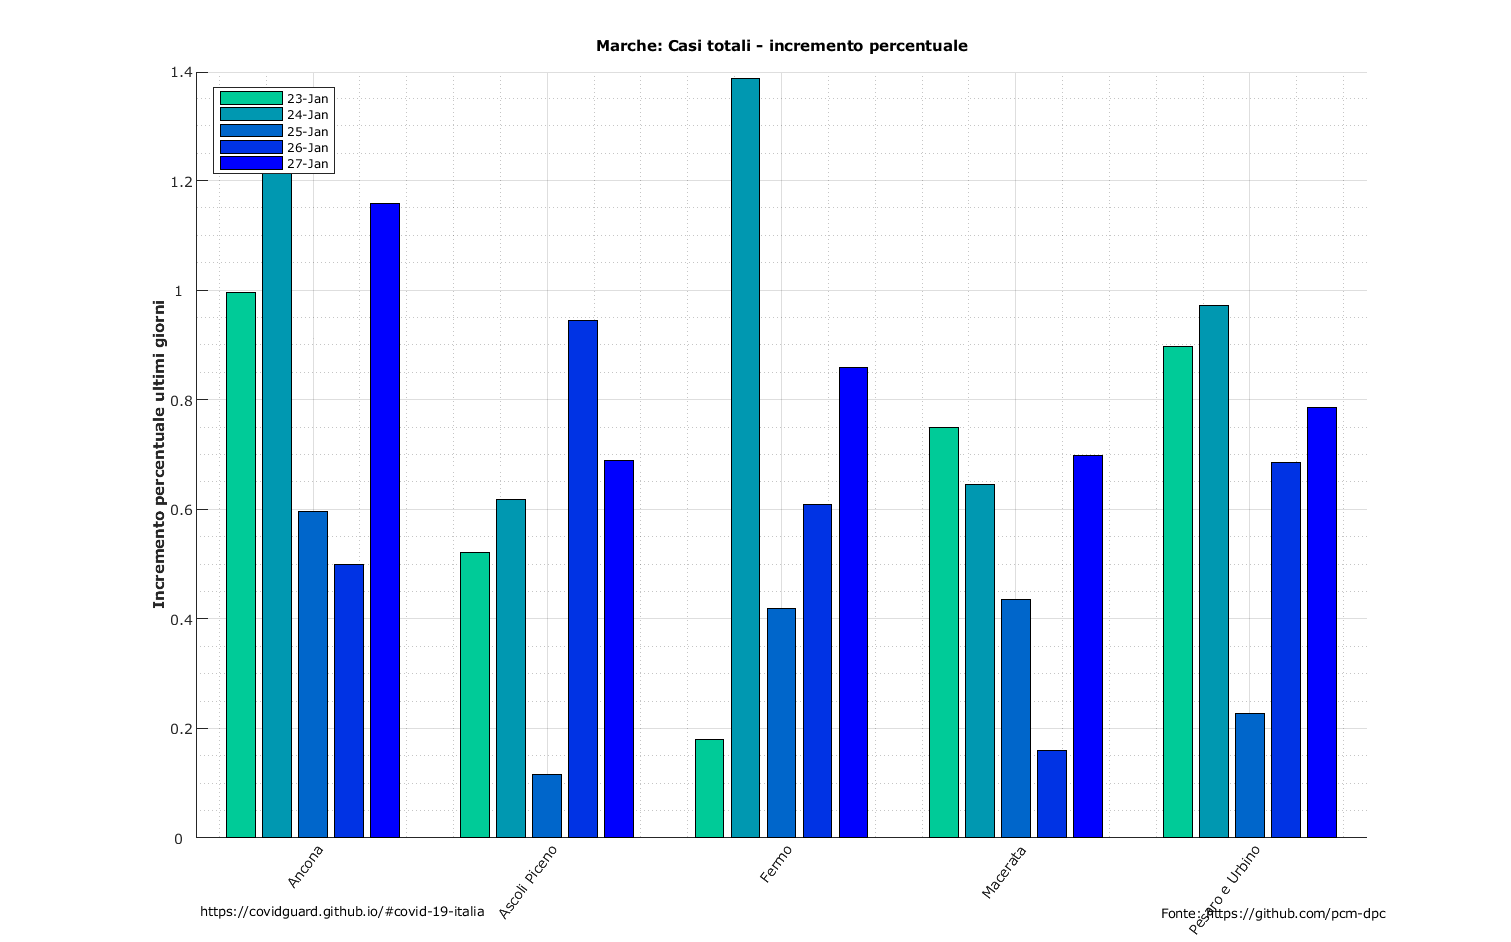 Marche: Casi totali - incremento percentuale
Incremento percentuale ultimi giorni
1.4
1.2
1
0.8
0.6
0.4
0.2
0
23-Jan
24-Jan
25-Jan
26-Jan
27-Jan
Ancona
Ascoli Piceno
Fermo
Macerata
Pesaro e Urbino
https://covidguard.github.io/#covid-19-italia
Fonte: https://github.com/pcm-dpc